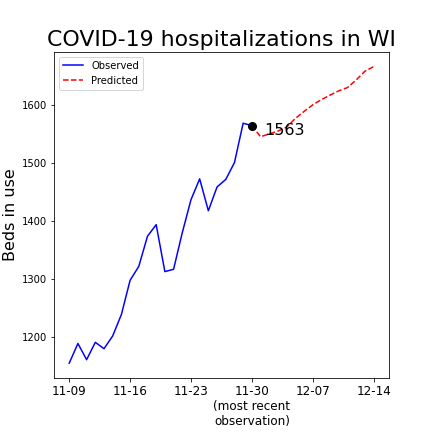 COVID-19 hospitalizations in WI
Observed
Predicted
1563
Beds in use
1600
1500
1400
1300
1200
11-09 11-16 11-23 11-30 12-07 12-14
(most recent
observation)